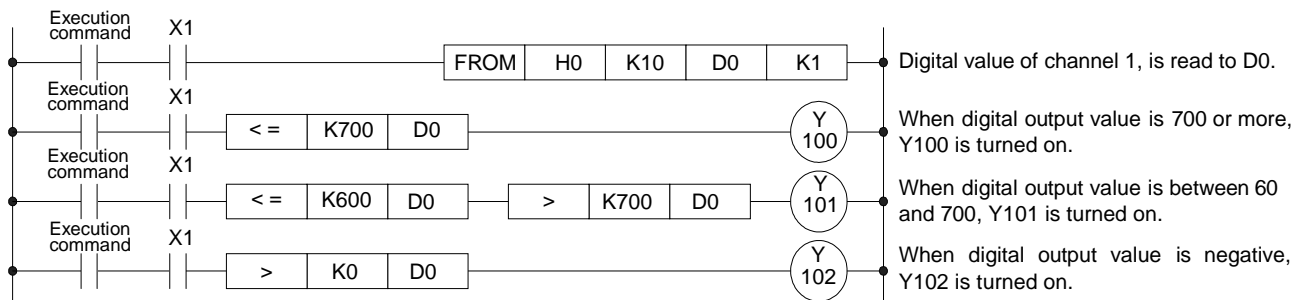 Execution
command X1
FROM H0 K10 D0 K1
Digital value of channel 1, is read to D0.
Execution
command X1
< = K700 D0
Y
100
When digital output value is 700 or more,
Y100 is turned on.
Execution
command X1
< = K600 D0 > K700 D0
Y
101
When digital output value is between 60
and 700, Y101 is turned on.
Execution
command X1
> K0 D0
Y
102
When digital output value is negative,
Y102 is turned on.